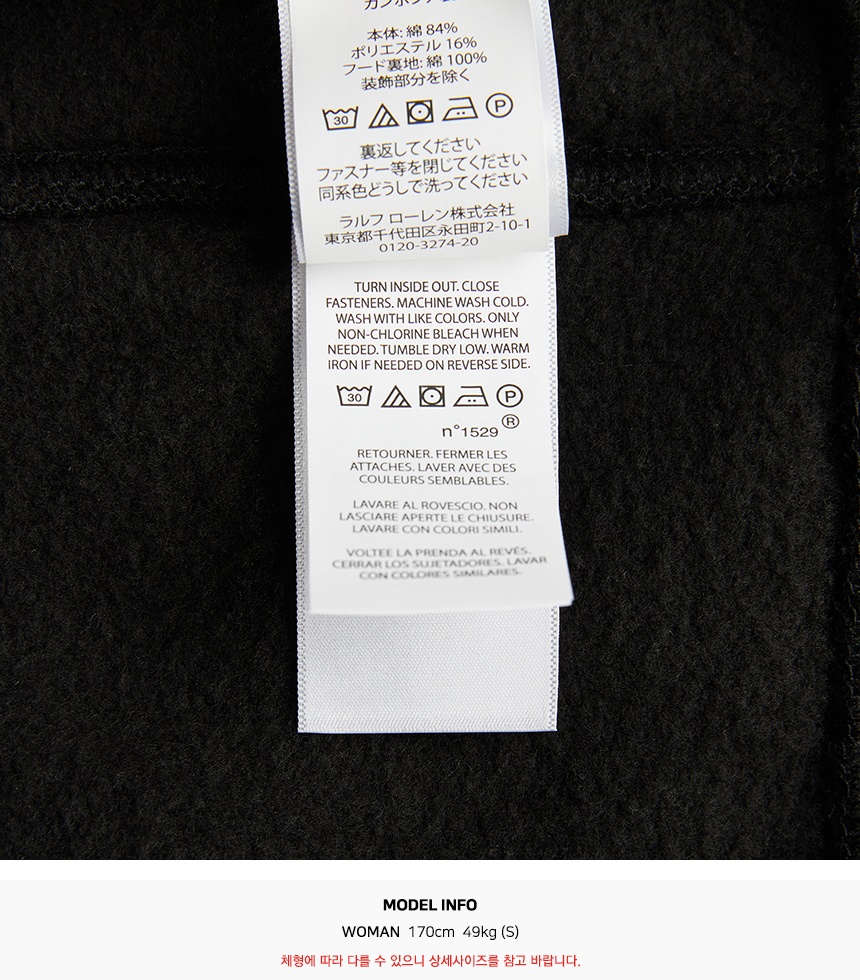 カンボジア
本体: 綿 84%
ポリエステル 16%
フード裏地: 綿 100%
装飾部分を除く
30 P
裏返してください
ファスナー等を閉じてください
同系色どうしで洗ってください
ラルフ ローレン株式会社
東京都千代田区永田町2-10-1
0120-3274-20
TURN INSIDE OUT. CLOSE
FASTENERS. MACHINE WASH COLD.
WASH WITH LIKE COLORS. ONLY
NON-CHLORINE BLEACH WHEN
NEEDED. TUMBLE DRY LOW. WARM
IRON IF NEEDED ON REVERSE SIDE.
30 P
n°1529 ®
RETOURNER. FERMER LES
ATTACHES. LAVER AVEC DES
COULEURS SEMBLABLES.
LAVARE AL ROVESCIO. NON
LASCIARE APERTE LE CHIUSURE.
LAVARE CON COLORI SIMILI.
VOLTEE LA PRENDA AL REVÉS.
CERRAR LOS SUJETADORES. LAVAR
CON COLORES SIMILARES.
MODEL INFO
WOMAN 170cm 49kg (S)
체형에 따라 다를 수 있으니 상세사이즈를 참고 바랍니다.